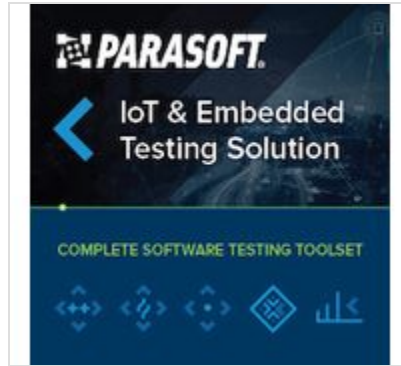 PARASOFT.
IoT & Embedded
Testing Solution
COMPLETE SOFTWARE TESTING TOOLSET